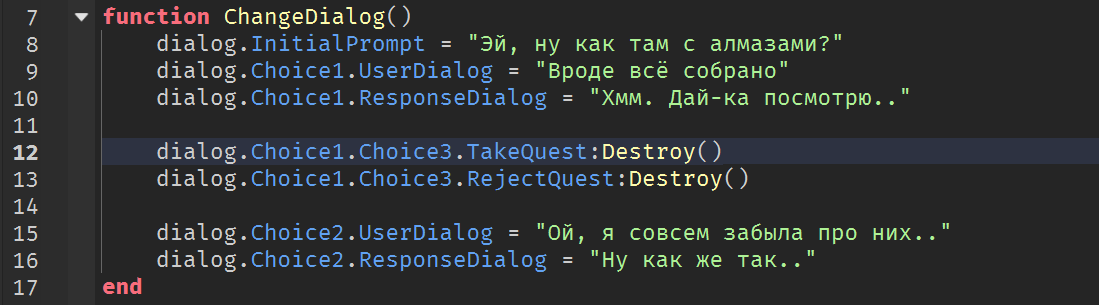 7 function ChangeDialog()
8 dialog.InitialPrompt = "Эй, ну как там с алмазами?"
9 dialog.Choice1.UserDialog = "Вроде всё собрано"
10 dialog.Choice1.ResponseDialog = "Хмм. Дай-ка посмотрю.."
11
12 dialog.Choice1.Choice3.TakeQuest:Destroy()
13 dialog.Choice1.Choice3.RejectQuest:Destroy()
14
15 dialog.Choice2.UserDialog = "Ой, я совсем забыла про них.."
16 dialog.Choice2.ResponseDialog = "Ну как же так.."
17 end